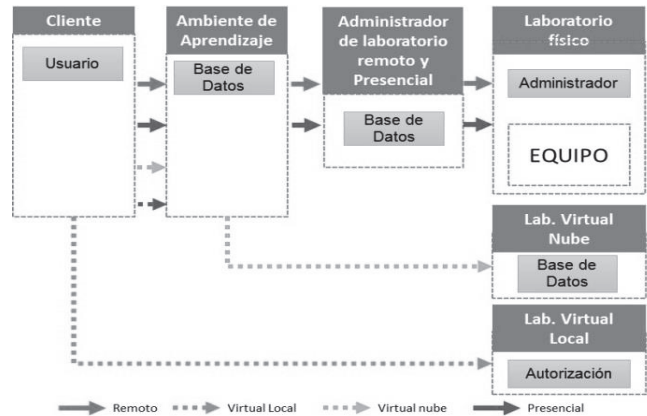 Cliente
Usuario
Ambiente de
Aprendizaje
Base de
Datos
Administrador
de laboratorio
remoto y
Presencial
Base de
Datos
Laboratorio
físico
Administrador
EQUIPO
Lab. Virtual
Nube
Base de
Datos
Lab. Virtual
Local
Autorización
Remoto
Virtual Local
Virtual nube
Presencial